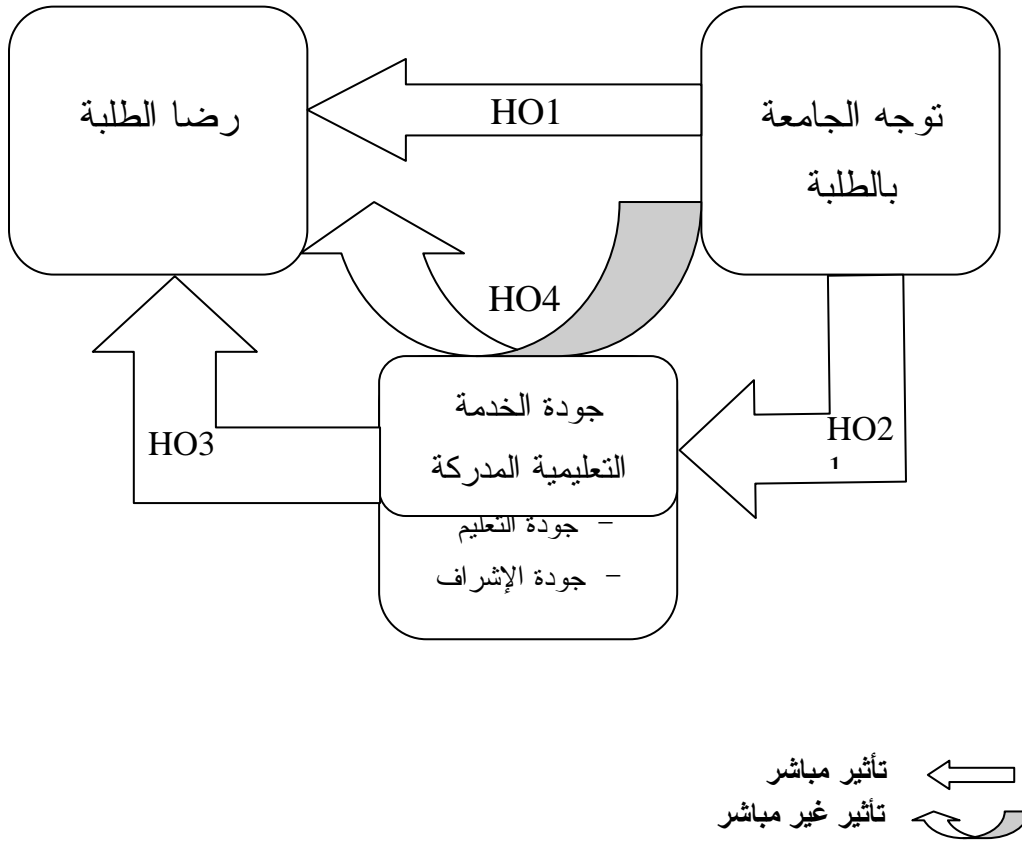 توجه الجامعة
بالطلبة
HO1
رضا الطلبة
HO4
HO2
1
HO3
جودة الخدمة
التعليمية المدركة
- جودة التعليم
- جودة الإشراف
تأثير مباشر
تأثير غير مباشر